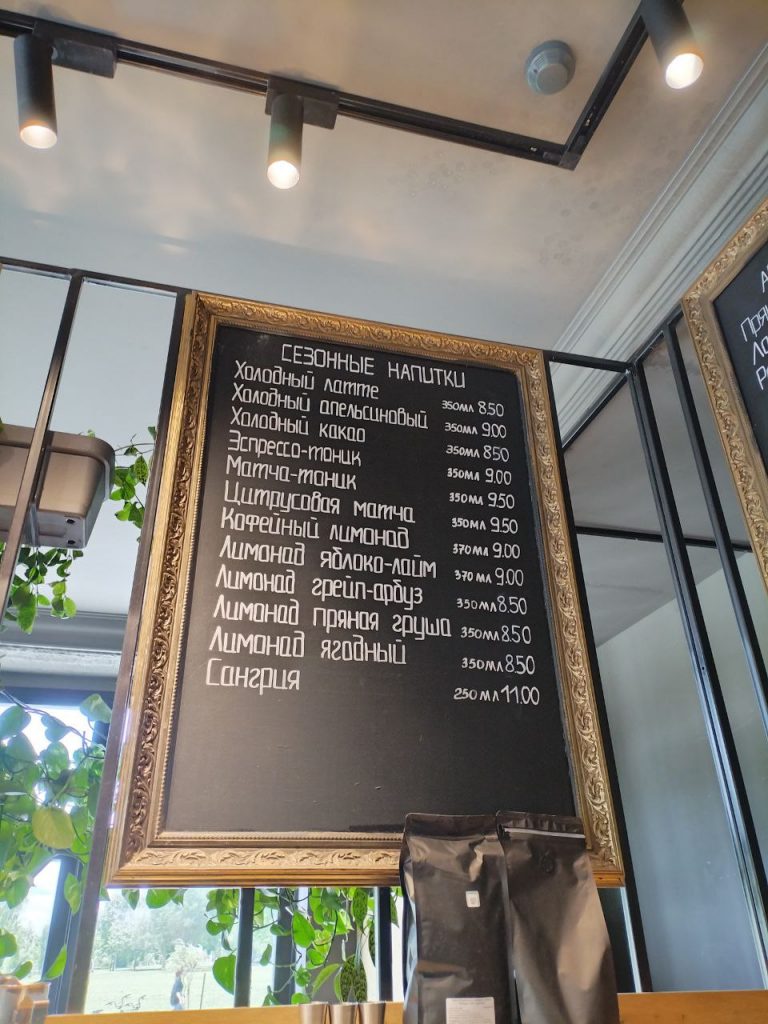 СЕЗОННЫЕ НАПИТКИ
Холодный латте 350мл 8.50
Холодный апельсиновый 350мл 9.00
Холодный какао 350мл 8.50
Эспрессо-тоник 350мл 9.00
Матча-тоник 350мл 9.50
Цитрусовая матча 350мл 9.50
Кофейный лимонад 370мл 9.00
Лимонад яблоко-лайм 370мл 9.00
Лимонад грейп-арбуз 350мл 8.50
Лимонад пряная груша 350мл 8.50
Лимонад ягодный 350мл 8.50
Сангрия 250мл 11.00